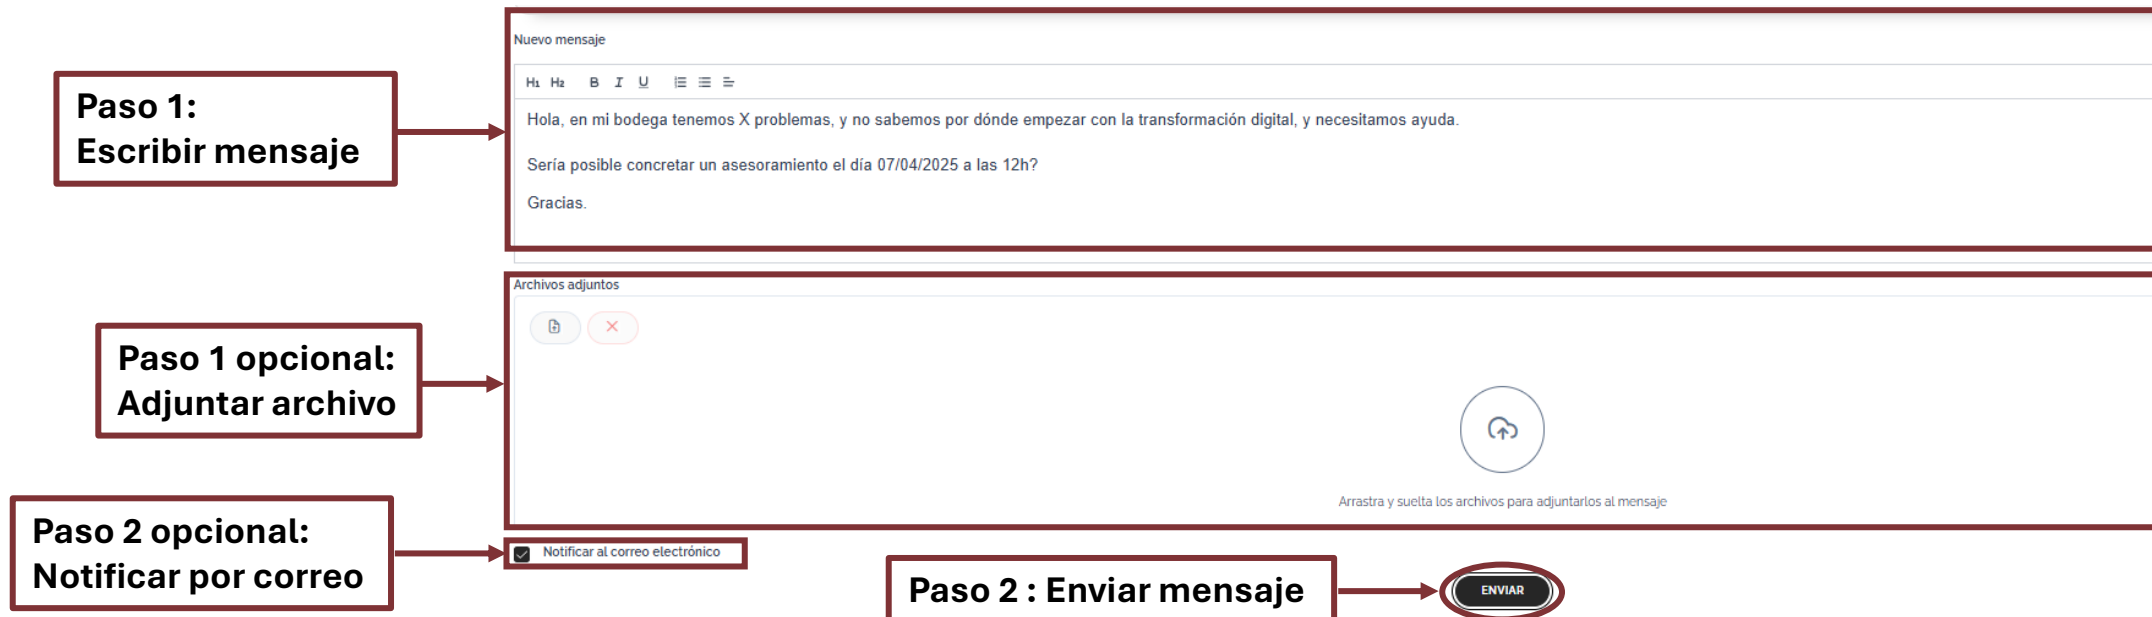 Nuevo mensaje
H1 H2 B I U
Paso 1:
Escribir mensaje
Hola, en mi bodega tenemos X problemas, y no sabemos por dónde empezar con la transformación digital, y necesitamos ayuda.
Sería posible concretar un asesoramiento el día 07/04/2025 a las 12h?
Gracias.
Archivos adjuntos
Paso 1 opcional:
Adjuntar archivo
Arrastra y suelta los archivos para adjuntarlos al mensaje
Paso 2 opcional:
Notificar por correo
Notificar al correo electrónico
Paso 2 : Enviar mensaje
ENVIAR